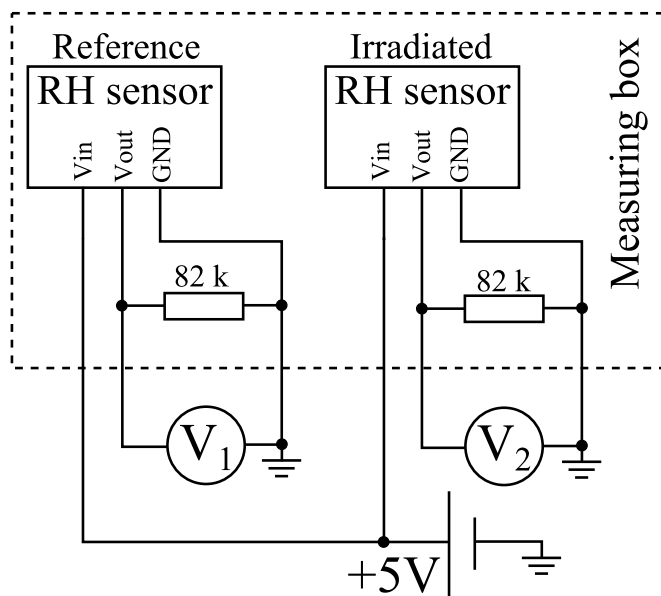 Reference
RH sensor
Vin
Vout
GND
82 k
V1
Irradiated
RH sensor
Vin
Vout
GND
82 k
V2
Measuring box
+5V